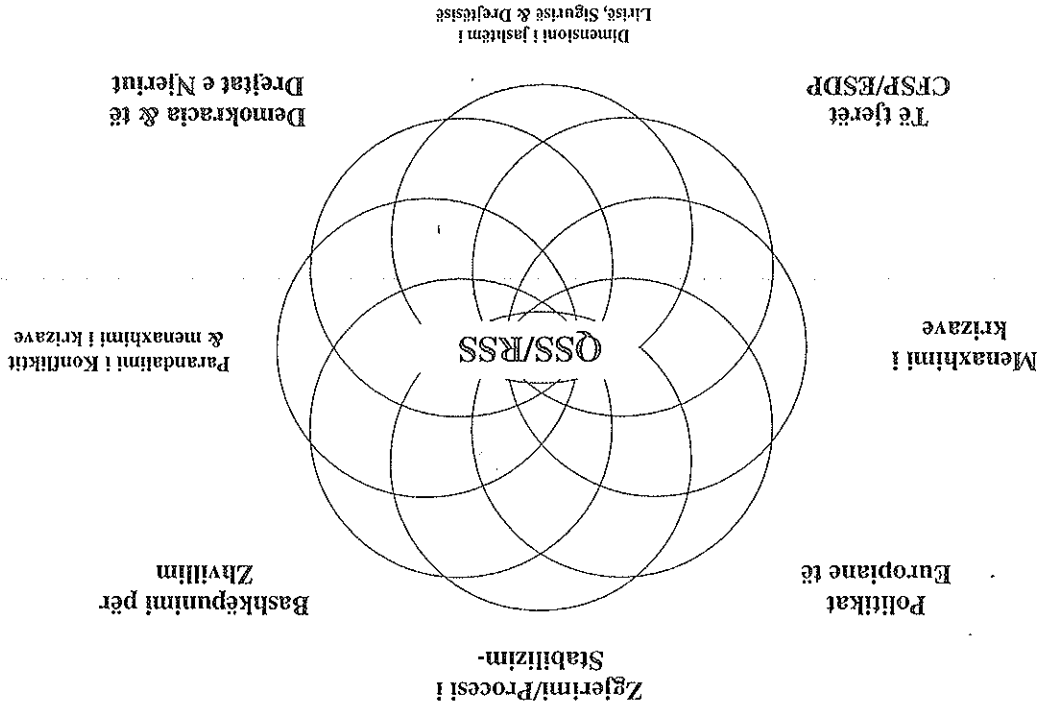 Zgjerimi/Procesi i
Stabilizim-
Politikat
Europiane të
Bashkëpunimi për
Zhvillim
Menaxhimi i
krizave
QSS/RSS
Parandalimi i Konfliktit
& menaxhimi i krizave
Të tjerët
CFSP/ESDP
Demokracia & të
Drejtat e Njeriut
Dimensioni i jashtëm i
Lirisë, Sigurisë & Drejtësisë